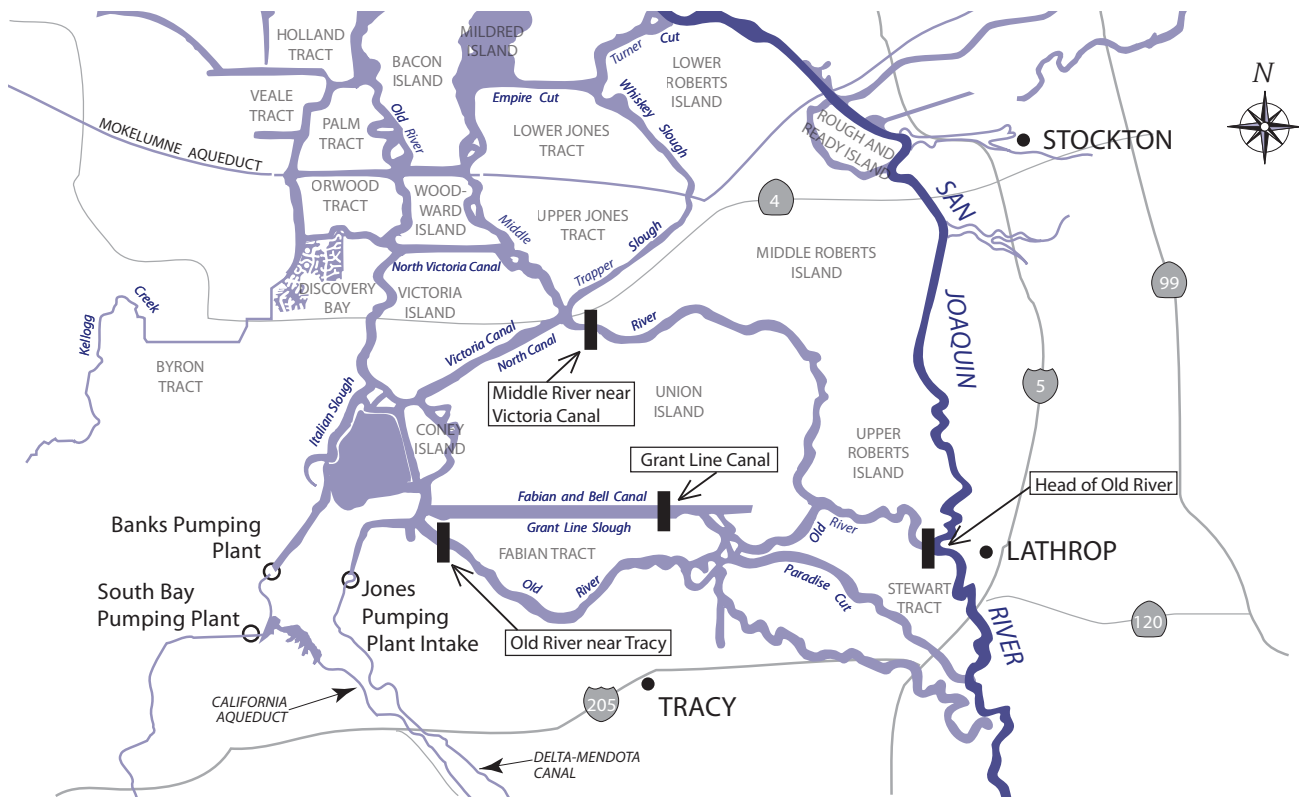 HOLLAND
TRACT
MILDRED
ISLAND
BACON
ISLAND
Turner Cut
LOWER
ROBERTS
ISLAND
N
VEALE
TRACT
PALM
TRACT
Old River
Empire Cut
Whiskey Slough
LOWER JONES
TRACT
ROUGH AND
READY ISLAND
STOCKTON
MOKELUMNE AQUEDUCT
ORWOOD
TRACT
WOOD-
WARD
ISLAND
Middle
UPPER JONES
TRACT
4
SAN
MIDDLE ROBERTS
ISLAND
North Victoria Canal
Trapper Slough
99
DISCOVERY
BAY
VICTORIA
ISLAND
JOAQUIN
Kellogg Creek
River
Victoria Canal
North Canal
BYRON
TRACT
5
Middle River near
Victoria Canal
UNION
ISLAND
Italian Slough
CONEY
ISLAND
UPPER
ROBERTS
ISLAND
Grant Line Canal
Head of Old River
Fabian and Bell Canal
Grant Line Slough
Old River
Banks Pumping
Plant
FABIAN TRACT
LATHROP
Old River
Paradise Cut
STEWART
TRACT
South Bay
Pumping Plant
Jones
Pumping
Plant Intake
Old River near Tracy
120
RIVER
CALIFORNIA
AQUEDUCT
205
TRACY
DELTA-MENDOTA
CANAL